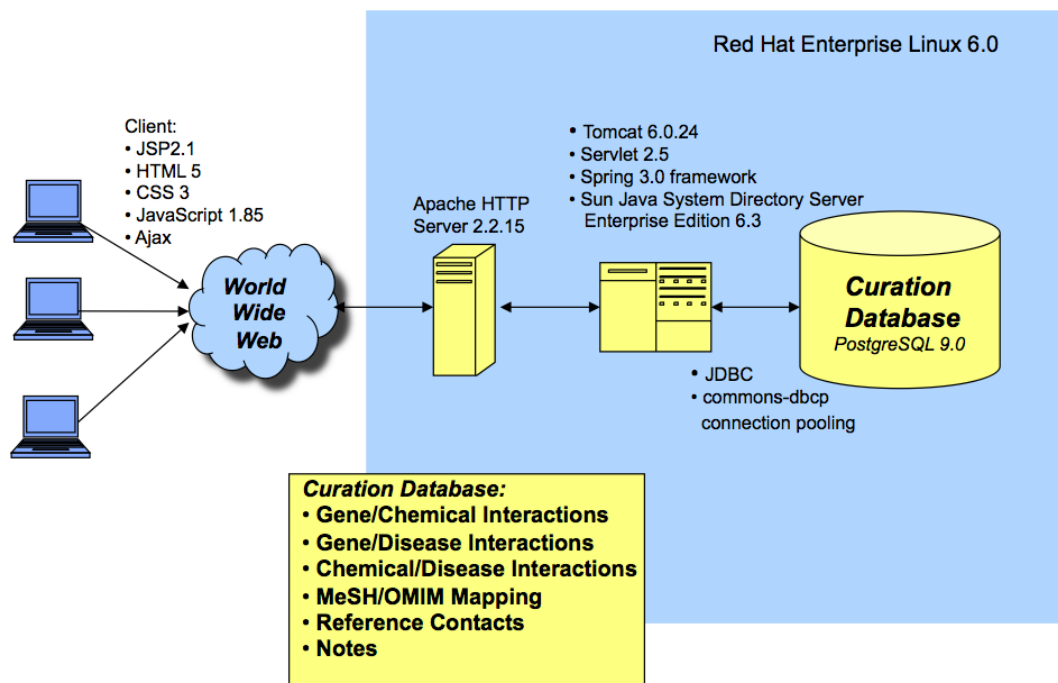 Red Hat Enterprise Linux 6.0
Client:
• JSP2.1
• HTML 5
• CSS 3
• JavaScript 1.85
• Ajax
World
Wide
Web
Apache HTTP
Server 2.2.15
• Tomcat 6.0.24
• Servlet 2.5
• Spring 3.0 framework
• Sun Java System Directory Server
Enterprise Edition 6.3
Curation
Database
PostgreSQL 9.0
• JDBC
• commons-dbcp
connection pooling
Curation Database:
• Gene/Chemical Interactions
• Gene/Disease Interactions
• Chemical/Disease Interactions
• MeSH/OMIM Mapping
• Reference Contacts
• Notes